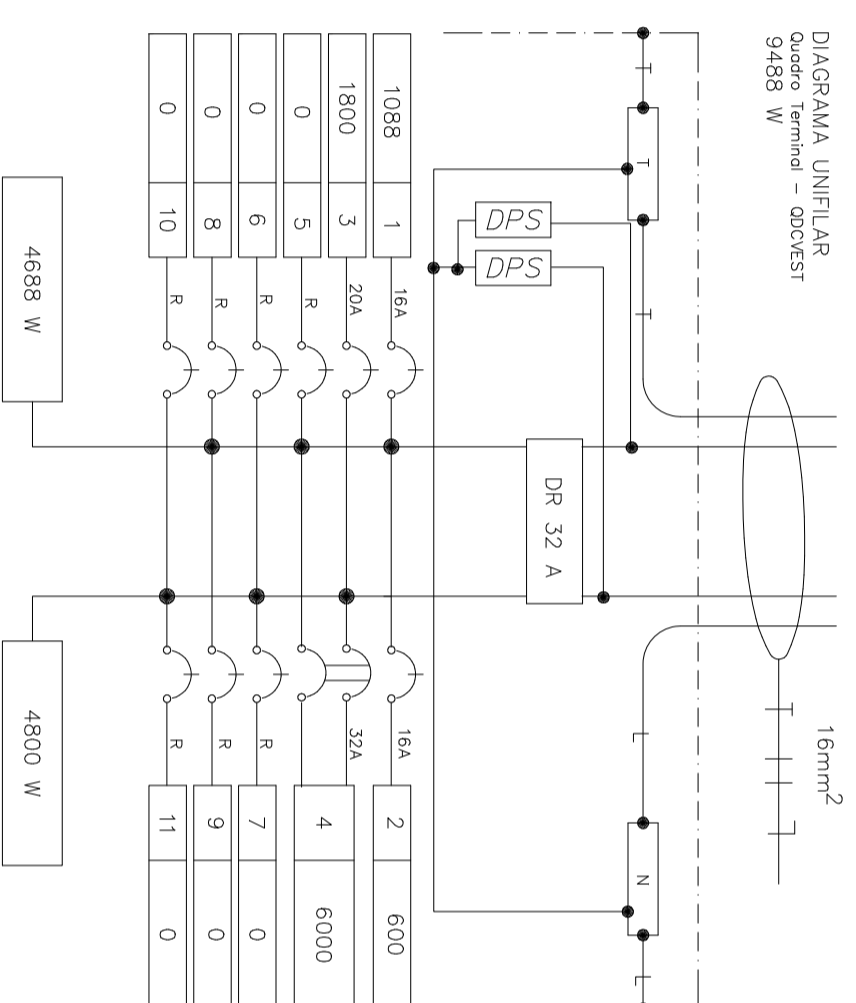 DIAGRAMA UNIFILAR
Quadro Terminal - QDCVEST
9488 W
16mm2
T
T
T
T
L
L
L
N
DPS
DPS
DR 32 A
1088 1 16A
16A 2 600
1800 3 20A
32A 4 6000
0 5 R
0 6 R
R 7 0
0 8 R
R 9 0
0 10 R
R 11 0
4688 W
4800 W